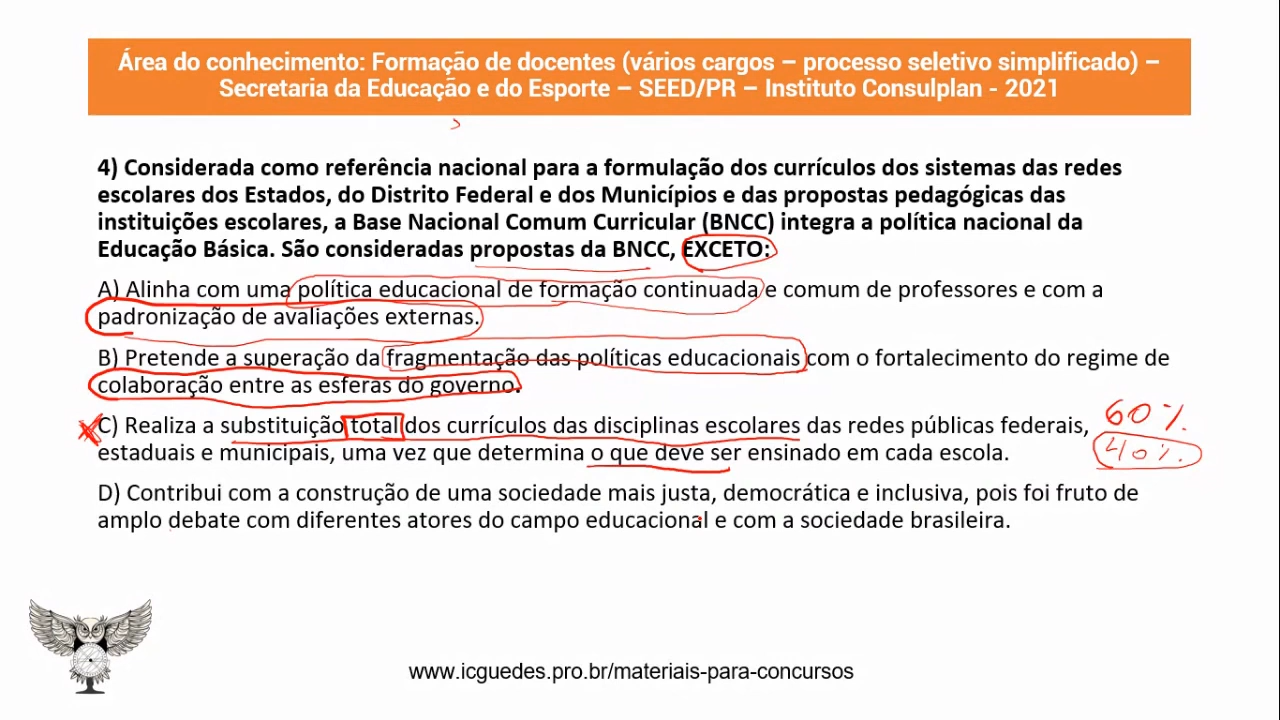 Área do conhecimento: Formação de docentes (vários cargos – processo seletivo simplificado) –
Secretaria da Educação e do Esporte – SEED/PR – Instituto Consulplan - 2021
4) Considerada como referência nacional para a formulação dos currículos dos sistemas das redes
escolares dos Estados, do Distrito Federal e dos Municípios e das propostas pedagógicas das
instituições escolares, a Base Nacional Comum Curricular (BNCC) integra a política nacional da
Educação Básica. São consideradas propostas da BNCC, EXCETO:
A) Alinha com uma política educacional de formação continuada e comum de professores e com a
padronização de avaliações externas.
B) Pretende a superação da fragmentação das políticas educacionais com o fortalecimento do regime de
colaboração entre as esferas do governo.
C) Realiza a substituição total dos currículos das disciplinas escolares das redes públicas federais,
60%
estaduais e municipais, uma vez que determina o que deve ser ensinado em cada escola.
40%.
D) Contribui com a construção de uma sociedade mais justa, democrática e inclusiva, pois foi fruto de
amplo debate com diferentes atores do campo educacional e com a sociedade brasileira.
www.icguedes.pro.br/materiais-para-concursos